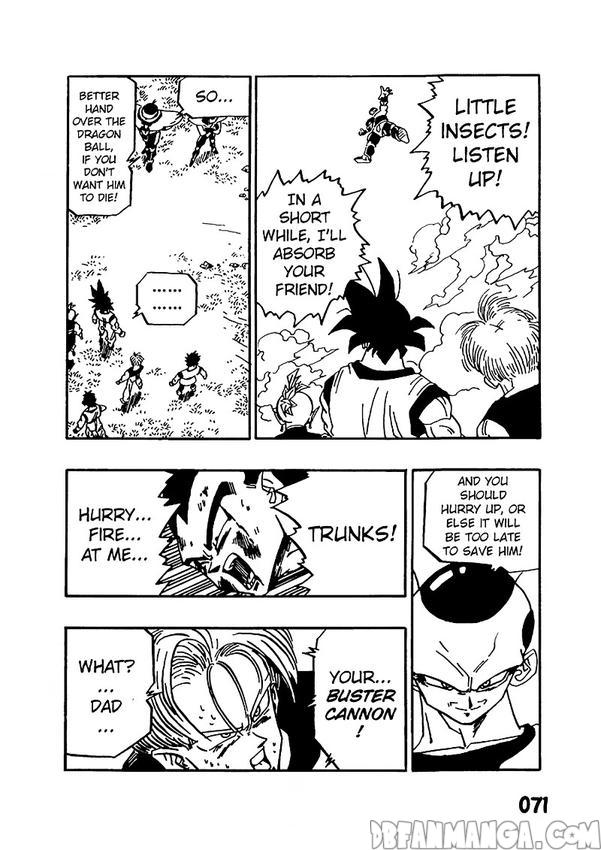 LITTLE
INSECTS!
LISTEN
UP!
IN A
SHORT
WHILE, I'LL
ABSORB
YOUR
FRIEND!
SO...
BETTER
HAND
OVER THE
DRAGON
BALL,
IF YOU
DON'T
WANT HIM
TO DIE!
......
......
AND YOU
SHOULD
HURRY UP, OR
ELSE IT WILL
BE TOO LATE
TO SAVE HIM!
TRUNKS!
HURRY...
FIRE...
AT ME...
YOUR...
BUSTER
CANNON
!
WHAT?
...
DAD
...
071
DBFANMANGA.COM